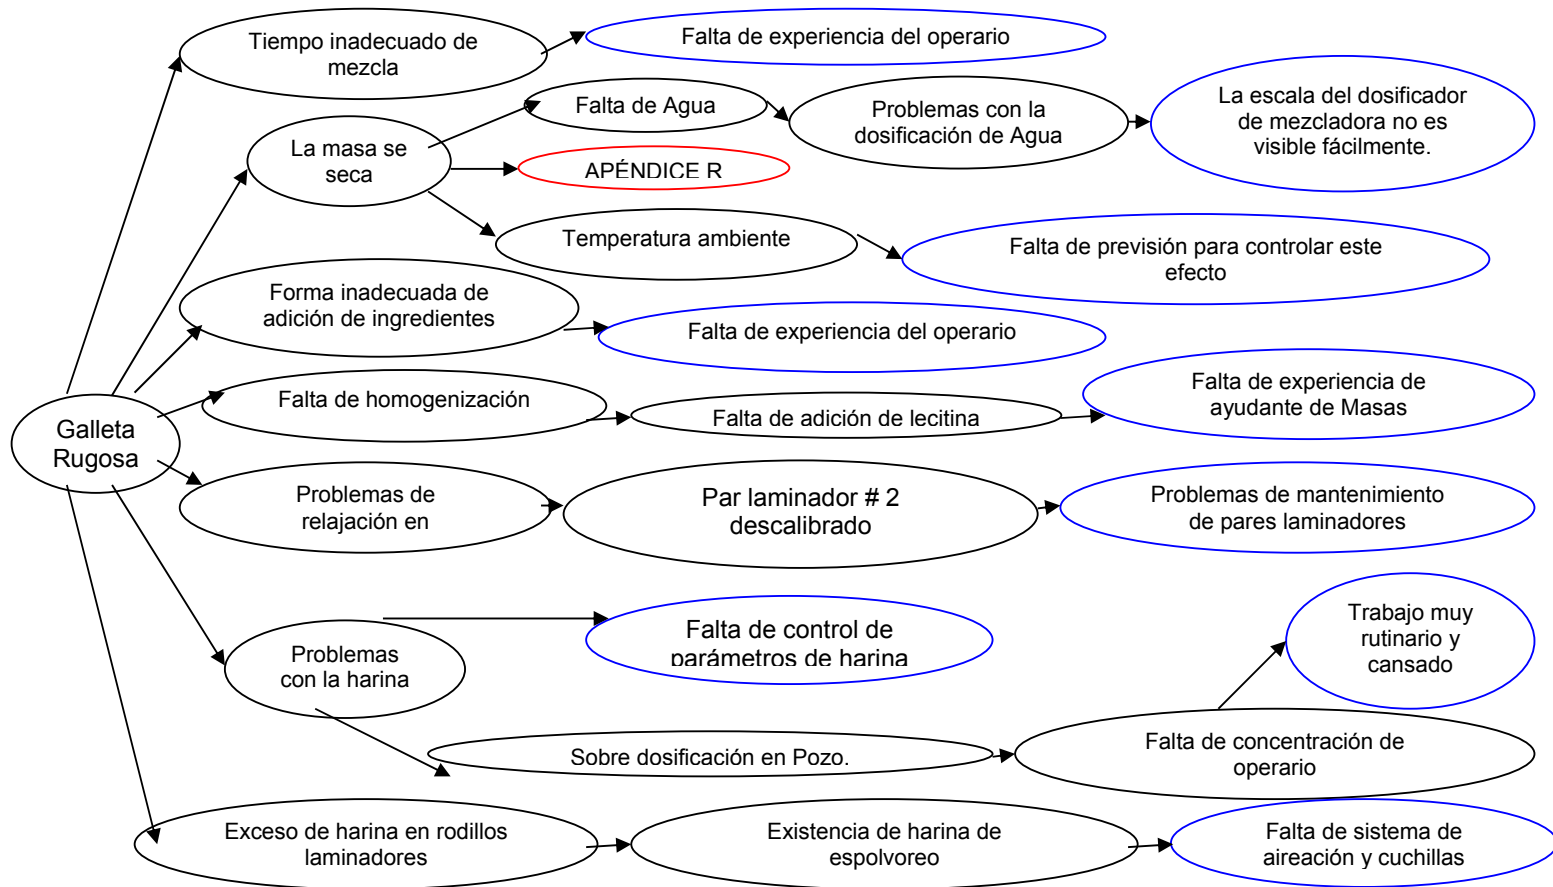 Tiempo inadecuado de
mezcla
Falta de experiencia del operario
Falta de Agua
Problemas con la
dosificación de Agua
La escala del dosificador
de mezcladora no es
visible fácilmente.
La masa se
seca
APÉNDICE R
Temperatura ambiente
Falta de previsión para controlar este
efecto
Forma inadecuada de
adición de ingredientes
Falta de experiencia del operario
Falta de homogenización
Falta de adición de lecitina
Falta de experiencia de
ayudante de Masas
Galleta
Rugosa
Problemas de
relajación en
Par laminador # 2
descalibrado
Problemas de mantenimiento
de pares laminadores
Problemas
con la harina
Falta de control de
parámetros de harina
Trabajo muy
rutinario y
cansado
Sobre dosificación en Pozo.
Falta de concentración de
operario
Exceso de harina en rodillos
laminadores
Existencia de harina de
espolvoreo
Falta de sistema de
aireación y cuchillas